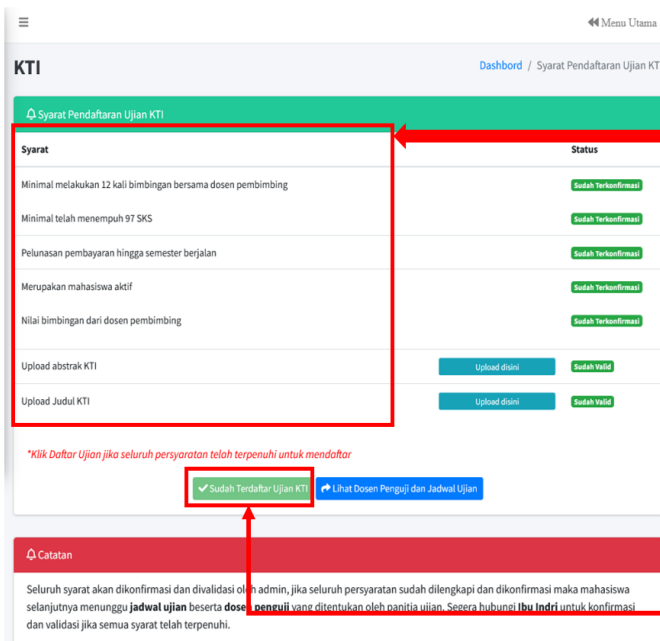 Menu Utama
KTI
Dashbord / Syarat Pendaftaran Ujian KT
Syarat Pendaftaran Ujian KTI
Syarat Status
Minimal melakukan 12 kali bimbingan bersama dosen pembimbing Sudah Terkonfirmasi
Minimal telah menempuh 97 SKS Sudah Terkonfirmasi
Pelunasan pembayaran hingga semester berjalan Sudah Terkonfirmasi
Merupakan mahasiswa aktif Sudah Terkonfirmasi
Nilai bimbingan dari dosen pembimbing Sudah Terkonfirmasi
Upload abstrak KTI Upload disini Sudah Valid
Upload Judul KTI Upload disini Sudah Valid
*Klik Daftar Ujian jika seluruh persyaratan telah terpenuhi untuk mendaftar
Sudah Terdaftar Ujian KTI Lihat Dosen Penguji dan Jadwal Ujian
Catatan
Seluruh syarat akan dikonfirmasi dan divalidasi oleh admin, jika seluruh persyaratan sudah dilengkapi dan dikonfirmasi maka mahasiswa
selanjutnya menunggu jadwal ujian beserta dosen penguji yang ditentukan oleh panitia ujian. Segera hubungi Ibu Indri untuk konfirmasi
dan validasi jika semua syarat telah terpenuhi.